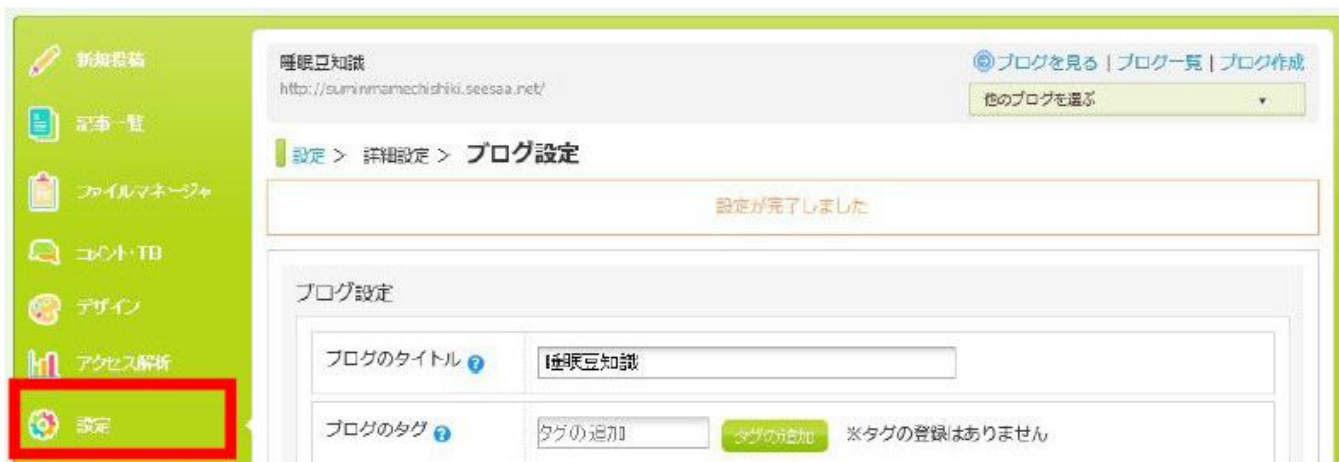 新規投稿
記事一覧
ファイルマネージャ
コメント・TB
デザイン
アクセス解析
設定
睡眠豆知識
http://suminmamechishiki.seesaa.net/
ブログを見る | ブログ一覧 | ブログ作成
他のブログを選ぶ
設定 > 詳細設定 > ブログ設定
設定が完了しました
ブログ設定
ブログのタイトル
睡眠豆知識
ブログのタグ
タグの追加
タグの追加
※タグの登録はありません